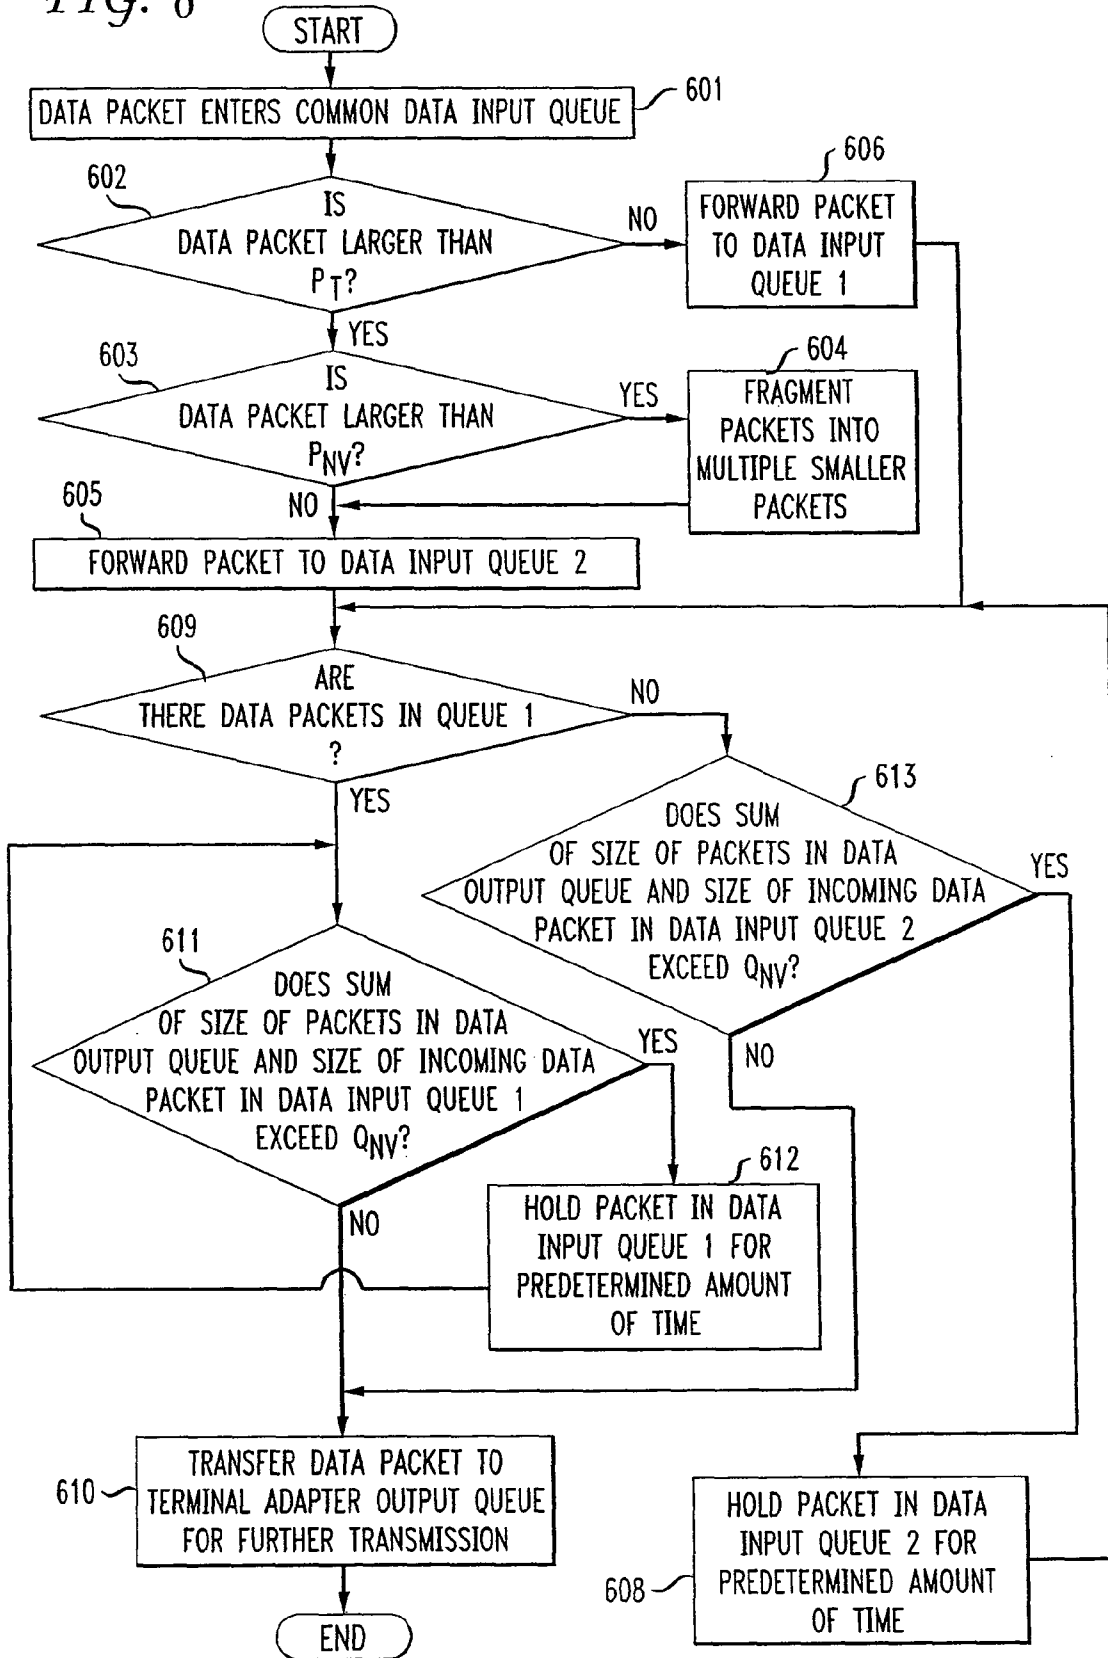 FIG. 6
START
DATA PACKET ENTERS COMMON DATA INPUT QUEUE
601
602
IS
DATA PACKET LARGER THAN
PT?
NO
606
FORWARD PACKET
TO DATA INPUT
QUEUE 1
YES
603
IS
DATA PACKET LARGER THAN
PNV?
YES
604
FRAGMENT
PACKETS INTO
MULTIPLE SMALLER
PACKETS
NO
605
FORWARD PACKET TO DATA INPUT QUEUE 2
609
ARE
THERE DATA PACKETS IN QUEUE 1
?
NO
YES
613
DOES SUM
OF SIZE OF PACKETS IN DATA
OUTPUT QUEUE AND SIZE OF INCOMING DATA
PACKET IN DATA INPUT QUEUE 2
EXCEED QNV?
YES
NO
611
DOES SUM
OF SIZE OF PACKETS IN DATA
OUTPUT QUEUE AND SIZE OF INCOMING DATA
PACKET IN DATA INPUT QUEUE 1
EXCEED QNV?
YES
NO
612
HOLD PACKET IN DATA
INPUT QUEUE 1 FOR
PREDETERMINED AMOUNT
OF TIME
610
TRANSFER DATA PACKET TO
TERMINAL ADAPTER OUTPUT QUEUE
FOR FURTHER TRANSMISSION
608
HOLD PACKET IN DATA
INPUT QUEUE 2 FOR
PREDETERMINED AMOUNT
OF TIME
END